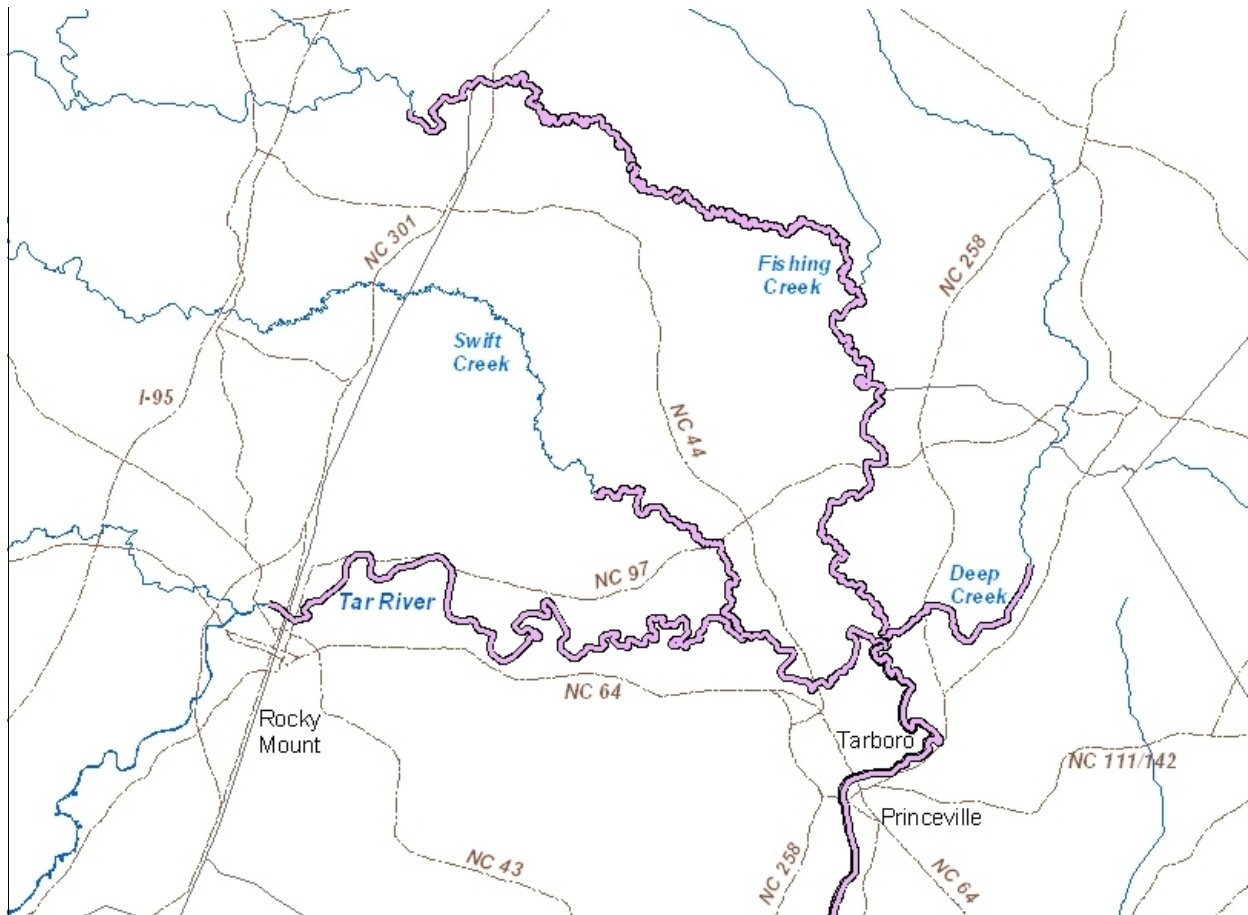 NC 301
NC 258
Fishing
Creek
Swift
Creek
I-95
NC 44
NC 97
Deep
Creek
Tar River
NC 64
Rocky
Mount
Tarboro
NC 111/142
Princeville
NC 43
NC 258
NC 64